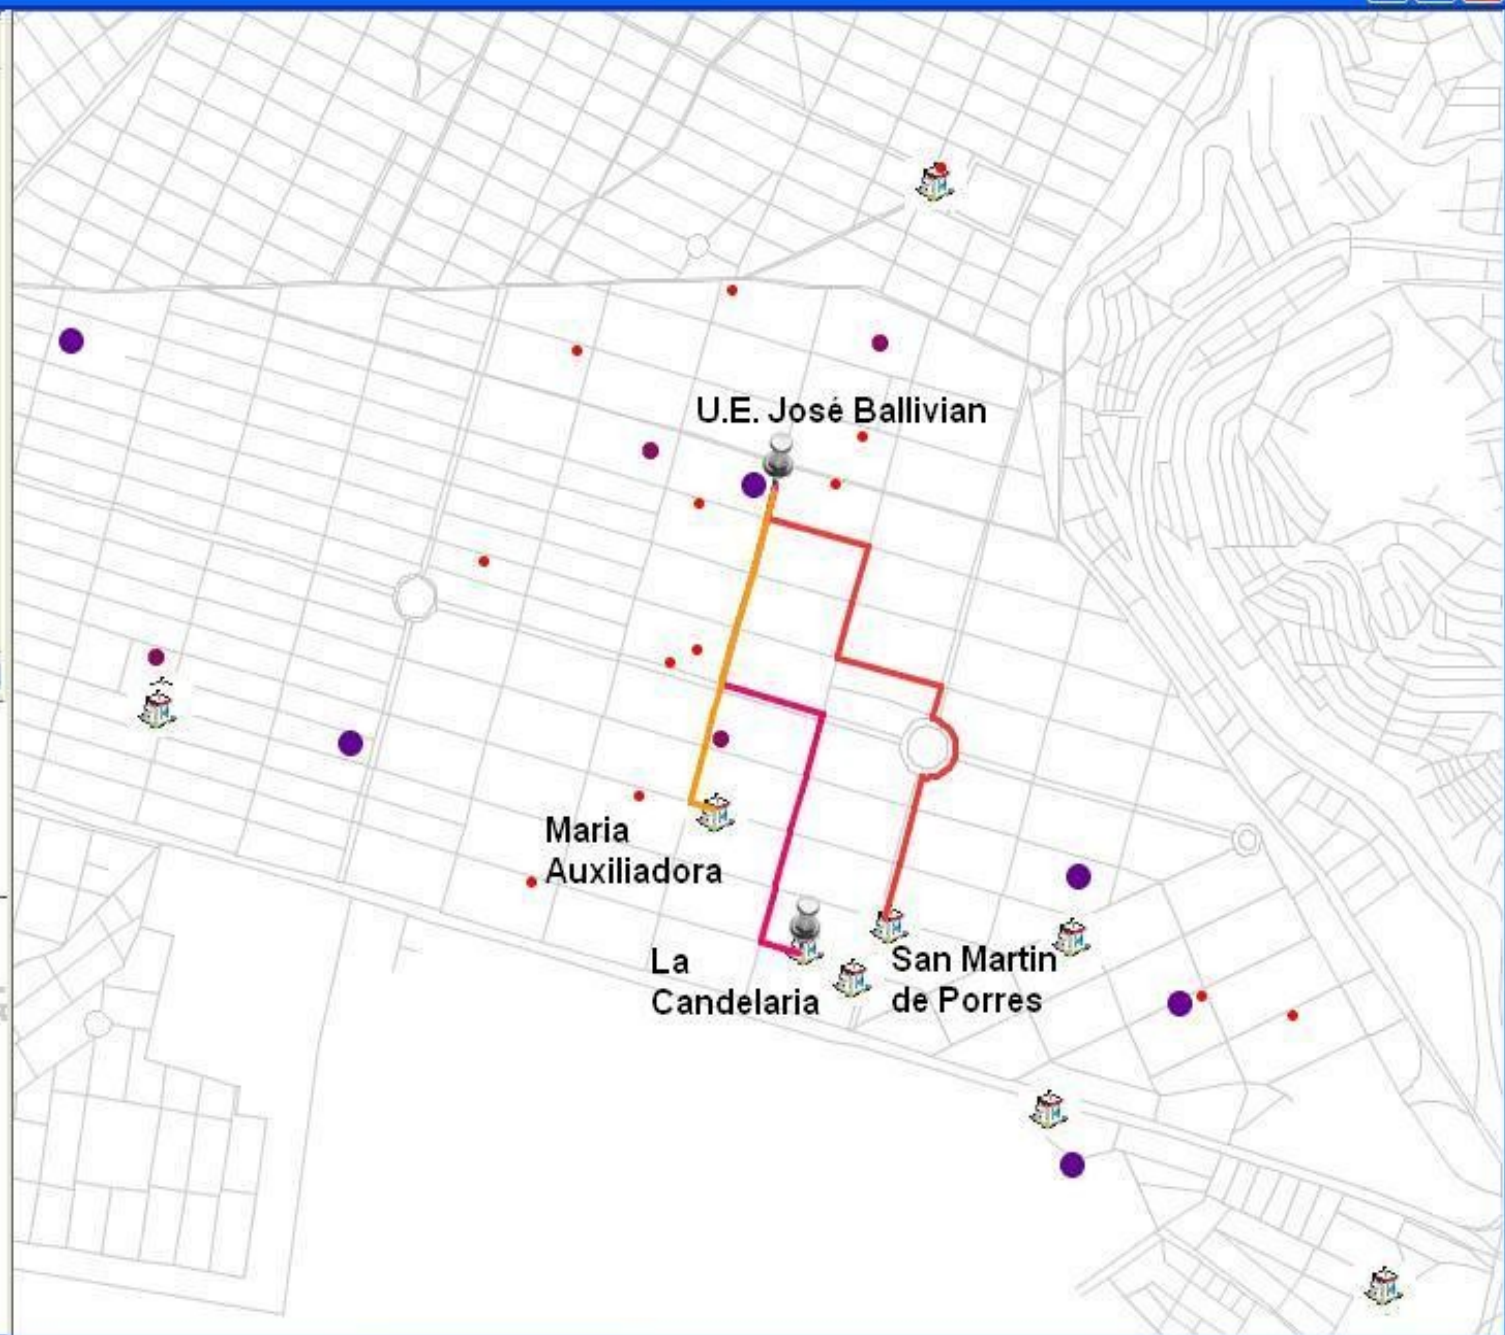 U.E. José Ballivian
Maria
Auxiliadora
La
Candelaria
San Martin
de Porres